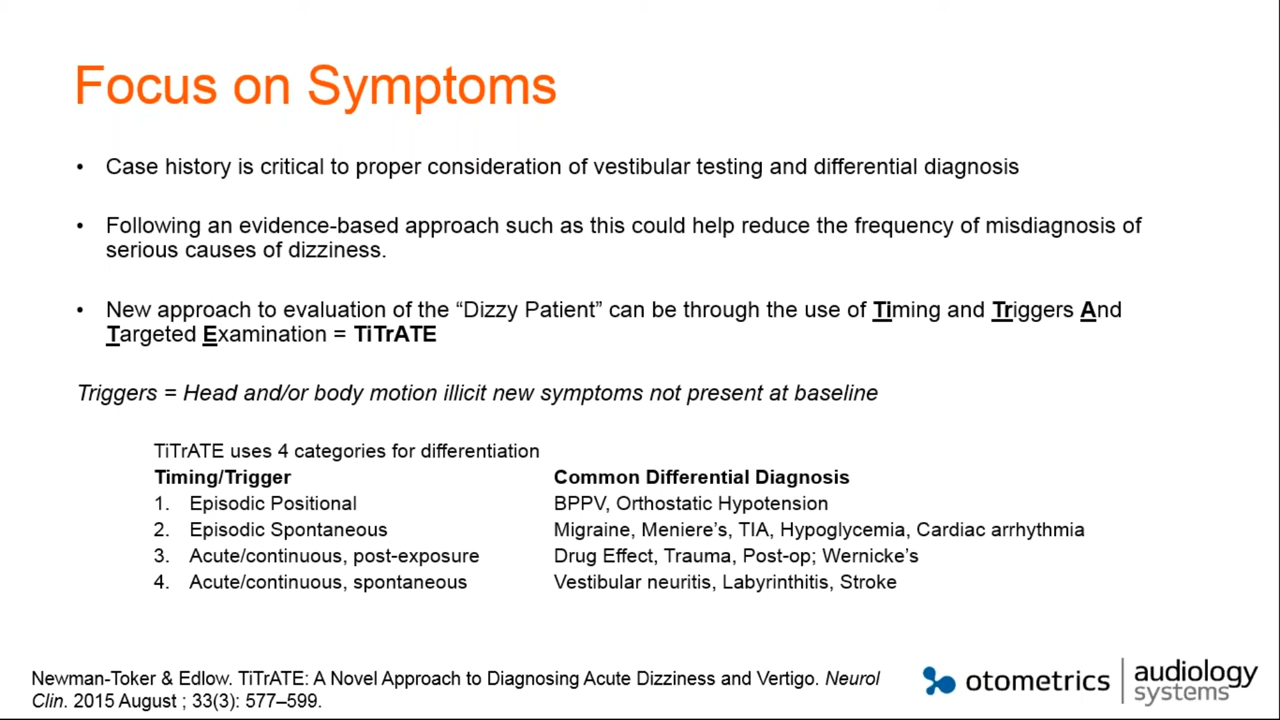 Focus on Symptoms
• Case history is critical to proper consideration of vestibular testing and differential diagnosis
• Following an evidence-based approach such as this could help reduce the frequency of misdiagnosis of
serious causes of dizziness.
• New approach to evaluation of the “Dizzy Patient” can be through the use of Timing and Triggers And
Targeted Examination = TiTrATE
Triggers = Head and/or body motion illicit new symptoms not present at baseline
TiTrATE uses 4 categories for differentiation
Timing/Trigger Common Differential Diagnosis
1. Episodic Positional BPPV, Orthostatic Hypotension
2. Episodic Spontaneous Migraine, Meniere’s, TIA, Hypoglycemia, Cardiac arrhythmia
3. Acute/continuous, post-exposure Drug Effect, Trauma, Post-op; Wernicke’s
4. Acute/continuous, spontaneous Vestibular neuritis, Labyrinthitis, Stroke
Newman-Toker & Edlow. TiTrATE: A Novel Approach to Diagnosing Acute Dizziness and Vertigo. Neurol
Clin. 2015 August ; 33(3): 577–599.
otometrics
audiology
systems™